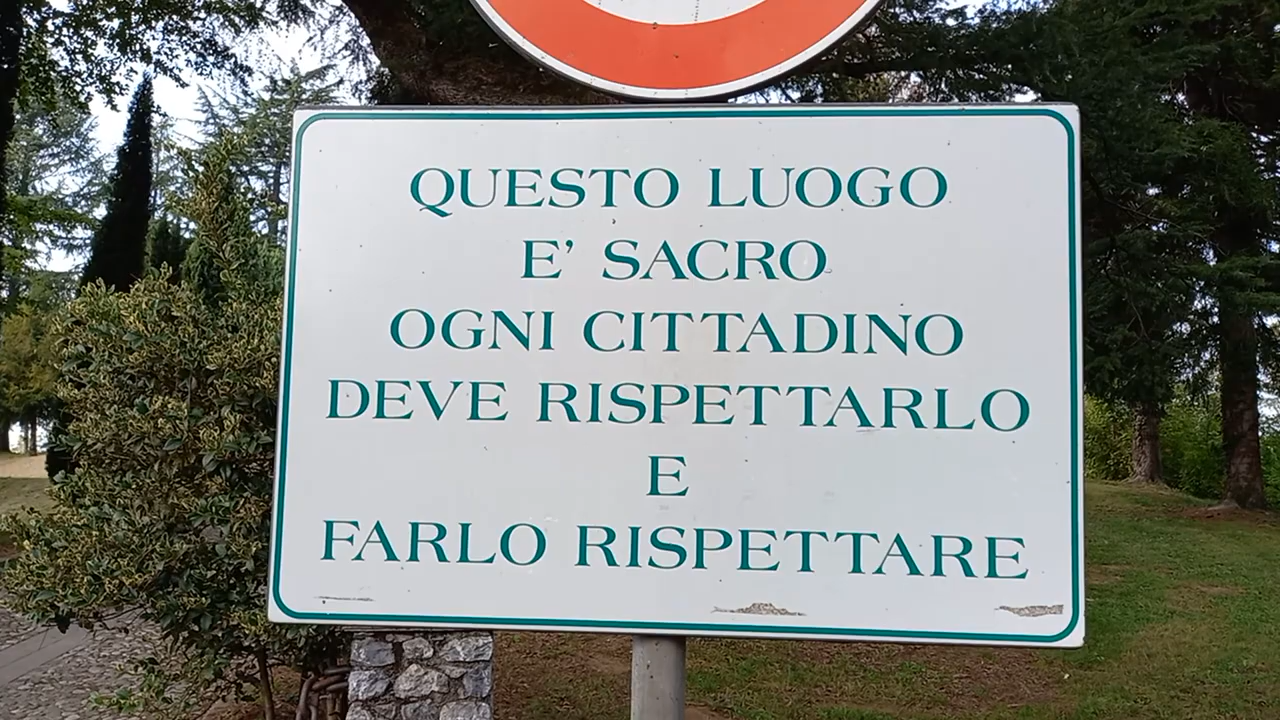 QUESTO LUOGO
E' SACRO
OGNI CITTADINO
DEVE RISPETTARLO
E
FARLO RISPETTARE